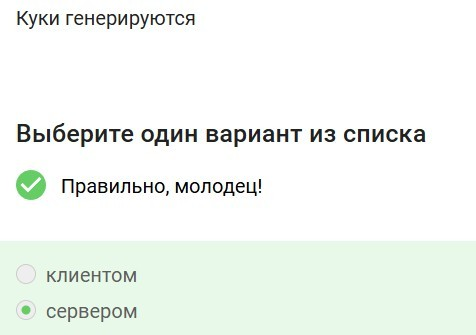 Куки генерируются
Выберите один вариант из списка
Правильно, молодец!
клиентом
сервером